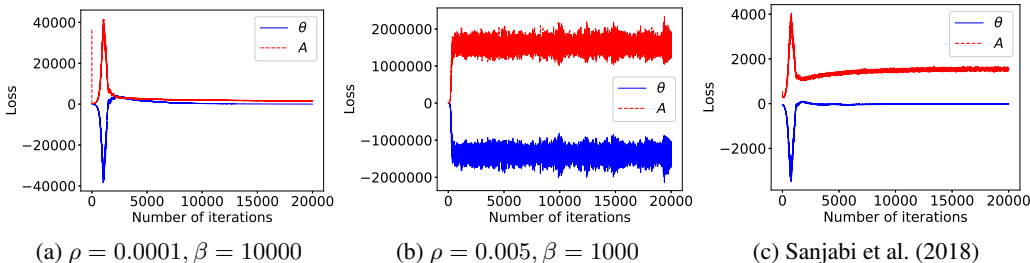 40000
20000
0
−20000
−40000
Loss
0 5000 10000 15000 20000
Number of iterations
θ
A
(a) ρ = 0.0001, β = 10000
2000000
1000000
0
−1000000
−2000000
Loss
0 5000 10000 15000 20000
Number of iterations
θ
A
(b) ρ = 0.005, β = 1000
4000
2000
0
−2000
Loss
0 5000 10000 15000 20000
Number of iterations
θ
A
(c) Sanjabi et al. (2018)